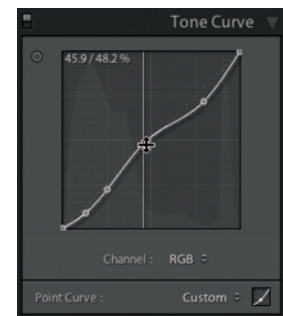 Tone Curve
45.9 / 48.2 %
Channel : RGB
Point Curve : Custom